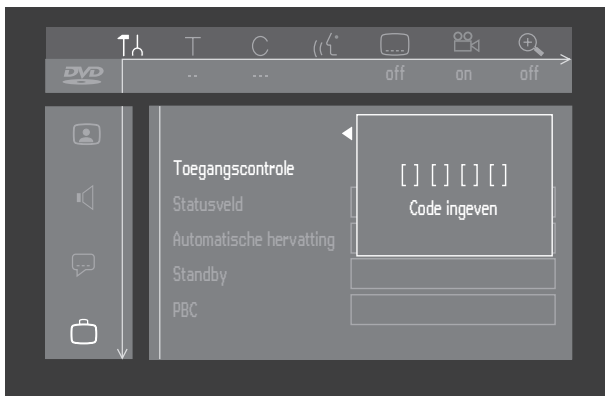 T C
DVD .. ... off on off
Toegangscontrole
[ ] [ ] [ ] [ ]
Code ingeven
Statusveld
Automatische hervatting
Standby
PBC